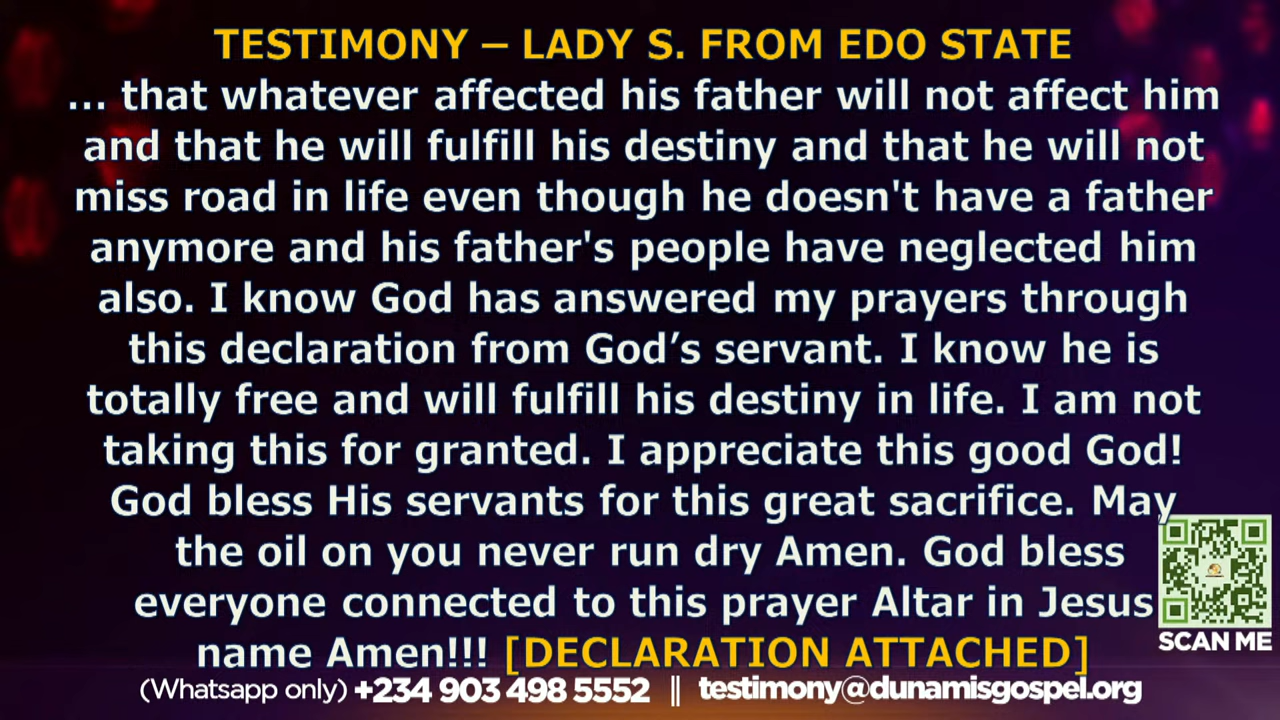 TESTIMONY – LADY S. FROM EDO STATE
... that whatever affected his father will not affect him
and that he will fulfill his destiny and that he will not
miss road in life even though he doesn't have a father
anymore and his father's people have neglected him
also. I know God has answered my prayers through
this declaration from God’s servant. I know he is
totally free and will fulfill his destiny in life. I am not
taking this for granted. I appreciate this good God!
God bless His servants for this great sacrifice. May
the oil on you never run dry Amen. God bless
everyone connected to this prayer Altar in Jesus
name Amen!!! [DECLARATION ATTACHED]
SCAN ME
(Whatsapp only) +234 903 498 5552 || testimony@dunamisgospel.org